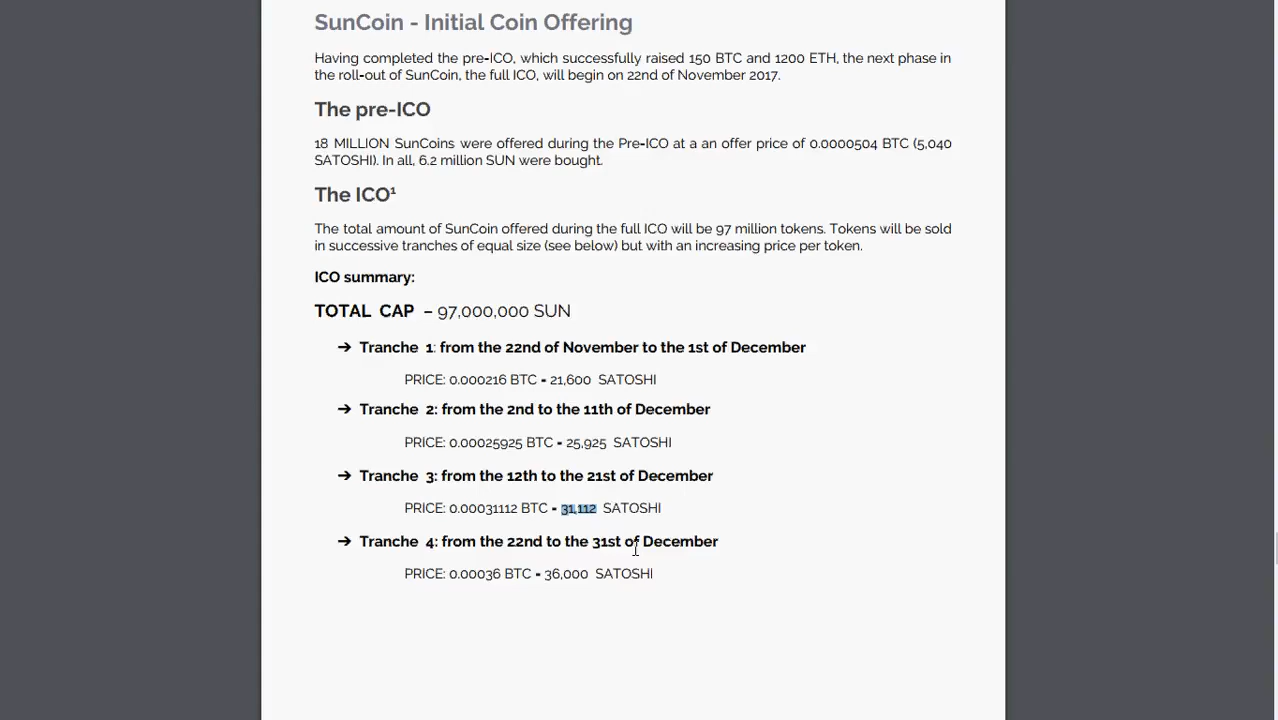 SunCoin - Initial Coin Offering
Having completed the pre-ICO, which successfully raised 150 BTC and 1200 ETH, the next phase in
the roll-out of SunCoin, the full ICO, will begin on 22nd of November 2017.
The pre-ICO
18 MILLION SunCoins were offered during the Pre-ICO at a an offer price of 0.0000504 BTC (5,040
SATOSHI). In all, 6.2 million SUN were bought.
The ICO¹
The total amount of SunCoin offered during the full ICO will be 97 million tokens. Tokens will be sold
in successive tranches of equal size (see below) but with an increasing price per token.
ICO summary:
TOTAL CAP – 97,000,000 SUN
➔ Tranche 1: from the 22nd of November to the 1st of December
PRICE: 0.000216 BTC = 21,600 SATOSHI
➔ Tranche 2: from the 2nd to the 11th of December
PRICE: 0.00025925 BTC = 25,925 SATOSHI
➔ Tranche 3: from the 12th to the 21st of December
PRICE: 0.00031112 BTC = 31,112 SATOSHI
➔ Tranche 4: from the 22nd to the 31st of December
PRICE: 0.00036 BTC = 36,000 SATOSHI